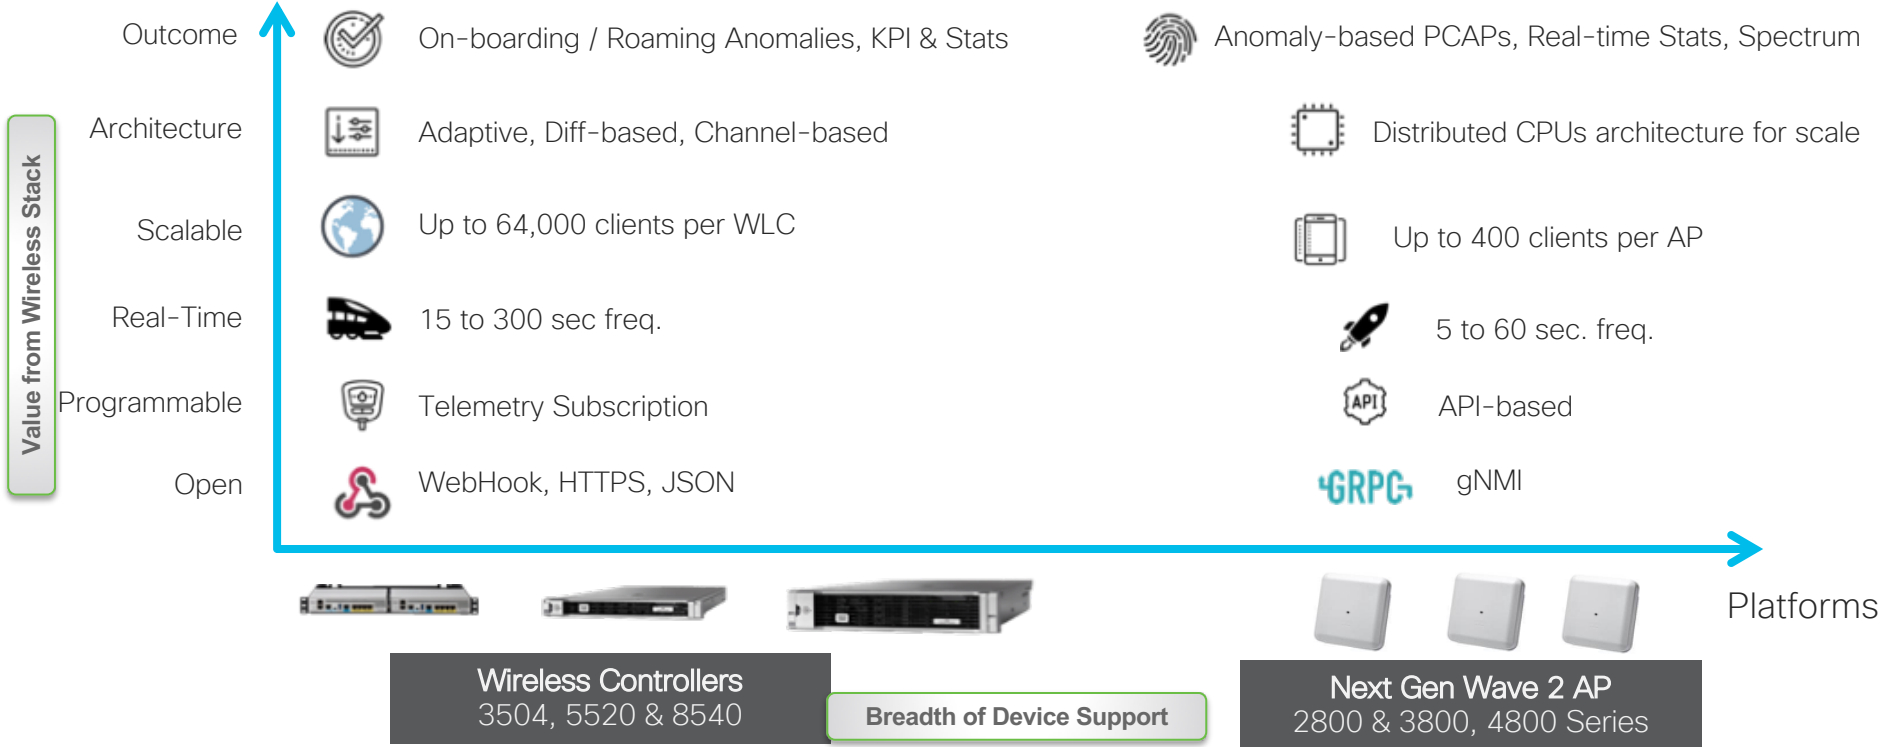 Outcome
On-boarding / Roaming Anomalies, KPI & Stats
Anomaly-based PCAPs, Real-time Stats, Spectrum
Architecture
Adaptive, Diff-based, Channel-based
Distributed CPUs architecture for scale
Value from Wireless Stack
Scalable
Up to 64,000 clients per WLC
Up to 400 clients per AP
Real-Time
15 to 300 sec freq.
5 to 60 sec. freq.
Programmable
Telemetry Subscription
API
API-based
Open
WebHook, HTTPS, JSON
GRPC
gNMI
Platforms
Wireless Controllers
3504, 5520 & 8540
Breadth of Device Support
Next Gen Wave 2 AP
2800 & 3800, 4800 Series